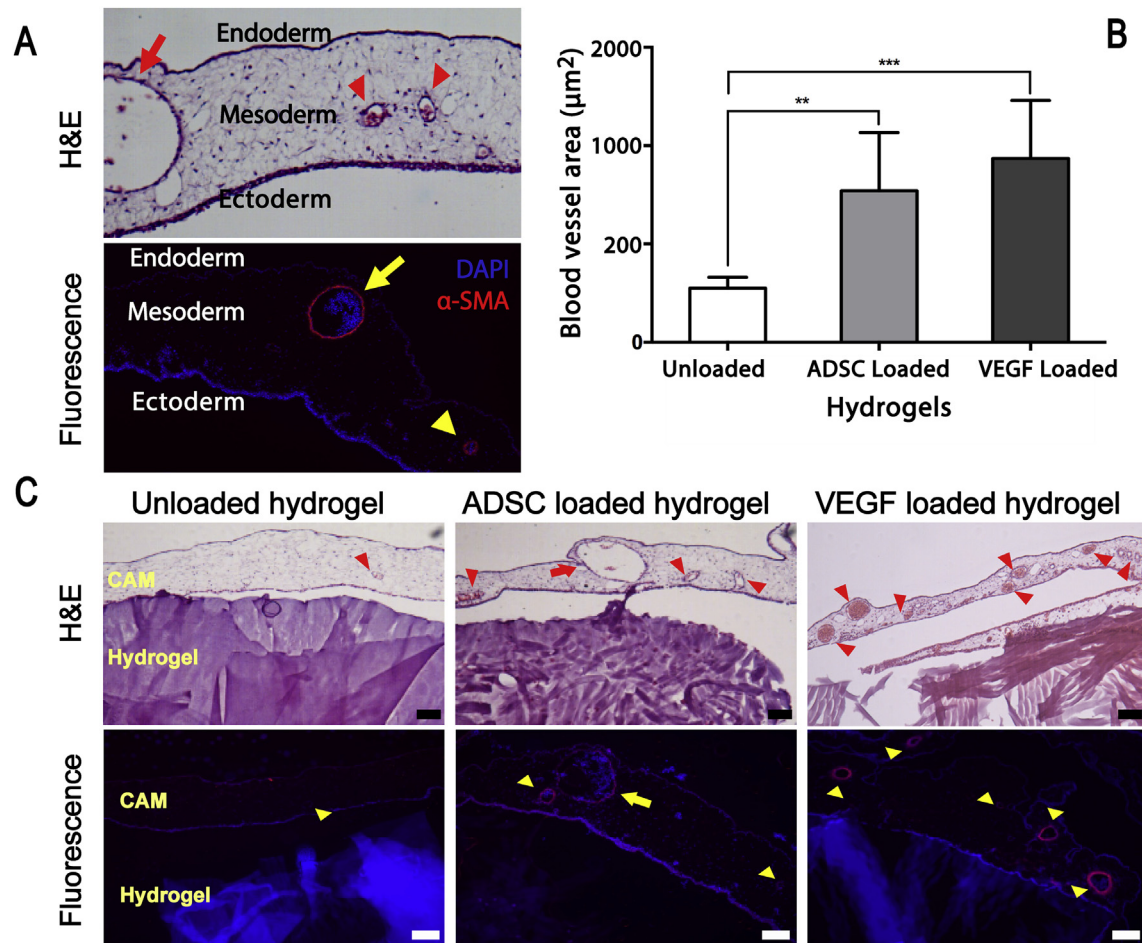 A
H&E
Endoderm
Mesoderm
Ectoderm
Fluorescence
Endoderm
Mesoderm
Ectoderm
DAPI
α-SMA
B
Blood vessel area (µm2)
2000
1000
200
0
**
***
Unloaded
ADSC Loaded
VEGF Loaded
Hydrogels
C
Unloaded hydrogel
ADSC loaded hydrogel
VEGF loaded hydrogel
H&E
CAM
Hydrogel
Fluorescence
CAM
Hydrogel